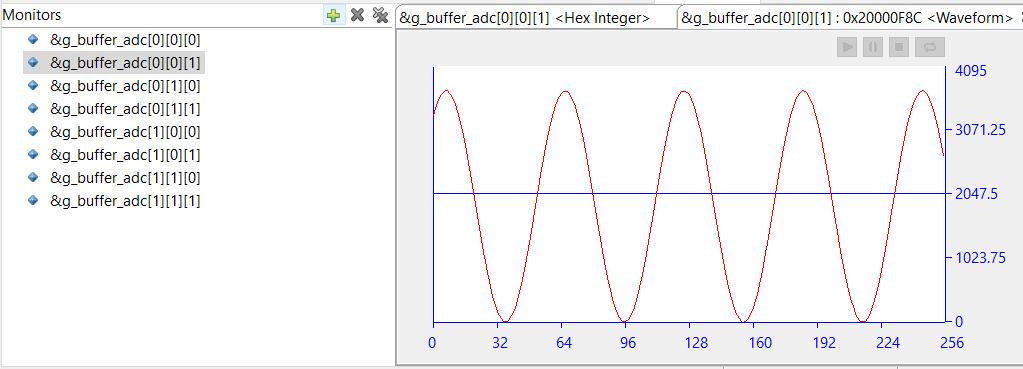 Monitors
&g_buffer_adc[0][0][0]
&g_buffer_adc[0][0][1]
&g_buffer_adc[0][1][0]
&g_buffer_adc[0][1][1]
&g_buffer_adc[1][0][0]
&g_buffer_adc[1][0][1]
&g_buffer_adc[1][1][0]
&g_buffer_adc[1][1][1]
&g_buffer_adc[0][0][1] <Hex Integer>
&g_buffer_adc[0][0][1] : 0x20000F8C <Waveform>
4095
3071.25
2047.5
1023.75
0
0 32 64 96 128 160 192 224 256